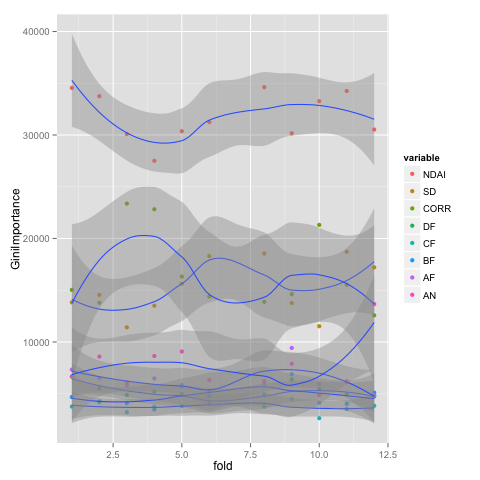 40000
30000
20000
10000
GiniImportance
2.5
5.0
7.5
10.0
12.5
fold
variable
NDAI
SD
CORR
DF
CF
BF
AF
AN